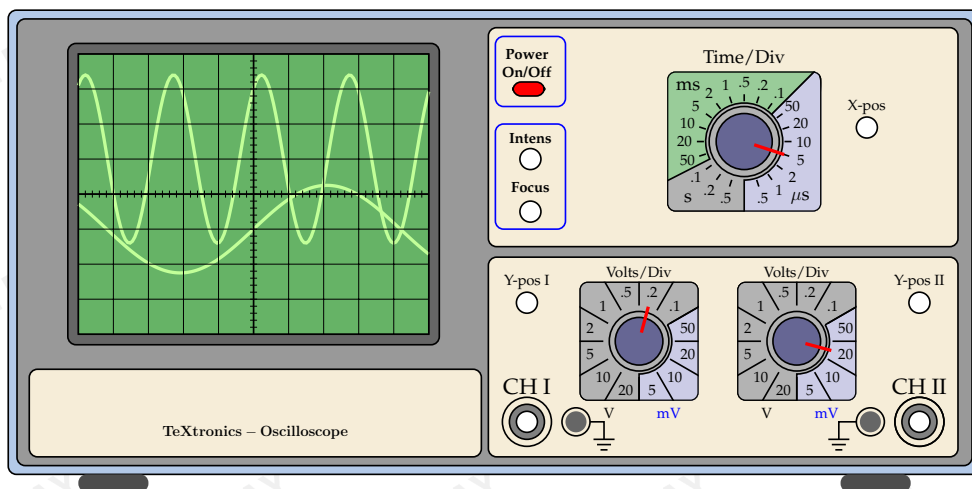 Power
On/Off
Intens
Focus
Time/Div
ms 2 1 .5 .2 .1
5 50
10 20
20 10
50 5
.1 .2 .5 .5 1 2
s μs
X-pos
Y-pos I
Volts/Div
.5 .2
1 .1
2 50
5 20
10 10
20 5
V mV
CH I
Volts/Div
.5 .2
1 .1
2 50
5 20
10 10
20 5
V mV
Y-pos II
CH II
TeXtronics – Oscilloscope